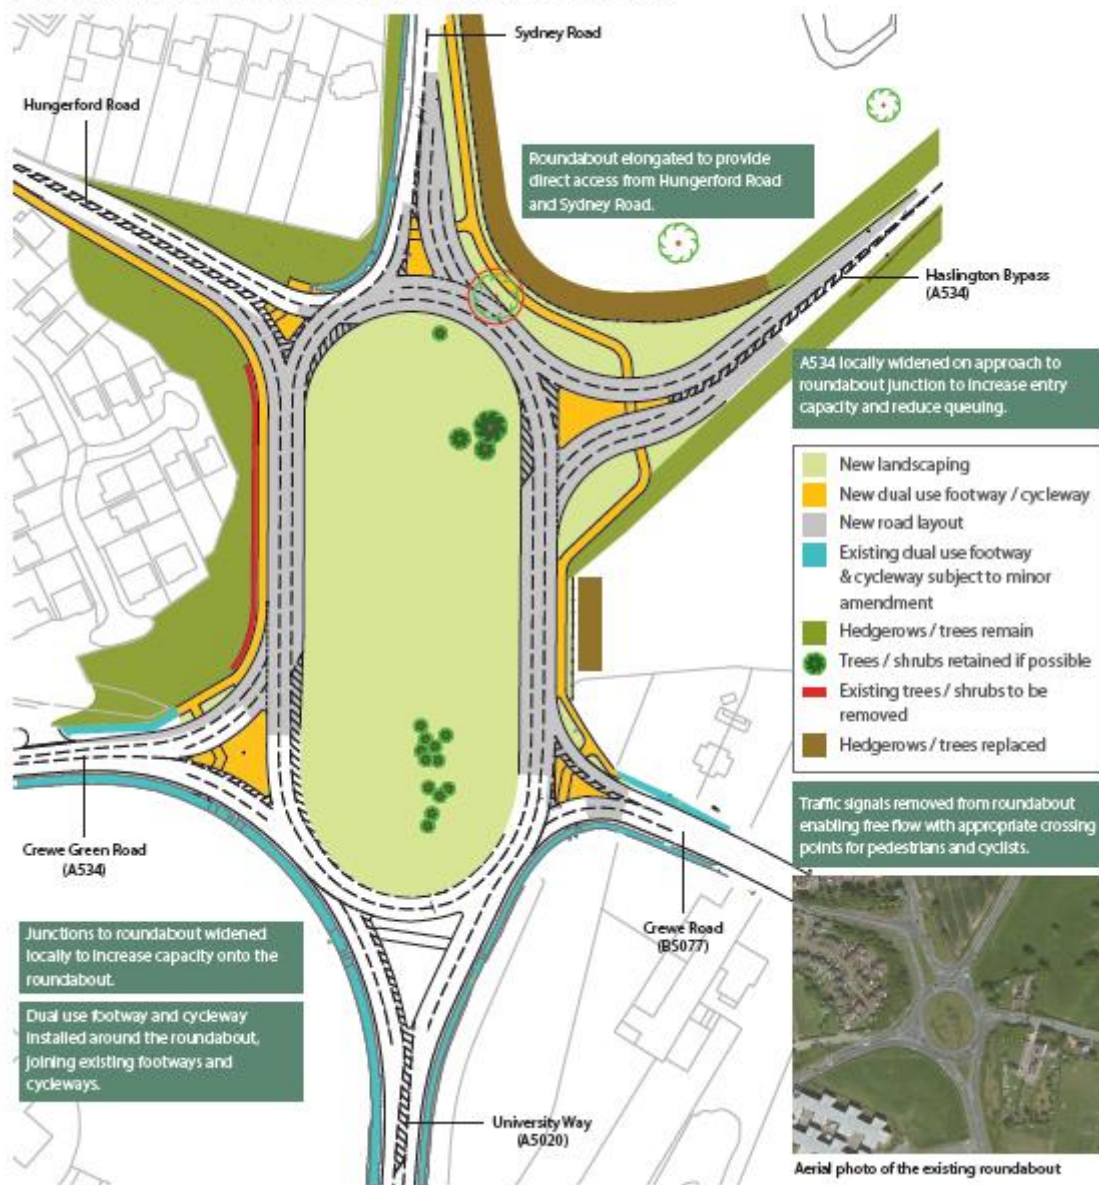 Sydney Road
Hungerford Road
Roundabout elongated to provide
direct access from Hungerford Road
and Sydney Road.
Haslington Bypass
(A534)
A534 locally widened on approach to
roundabout junction to increase entry
capacity and reduce queuing.
New landscaping
New dual use footway / cycleway
New road layout
Existing dual use footway
& cycleway subject to minor
amendment
Hedgerows / trees remain
Trees / shrubs retained if possible
Existing trees / shrubs to be
removed
Hedgerows / trees replaced
Traffic signals removed from roundabout
enabling free flow with appropriate crossing
points for pedestrians and cyclists.
Crewe Green Road
(A534)
Crewe Road
(B5077)
Junctions to roundabout widened
locally to increase capacity onto the
roundabout.
Dual use footway and cycleway
installed around the roundabout,
joining existing footways and
cycleways.
University Way
(A5020)
Aerial photo of the existing roundabout